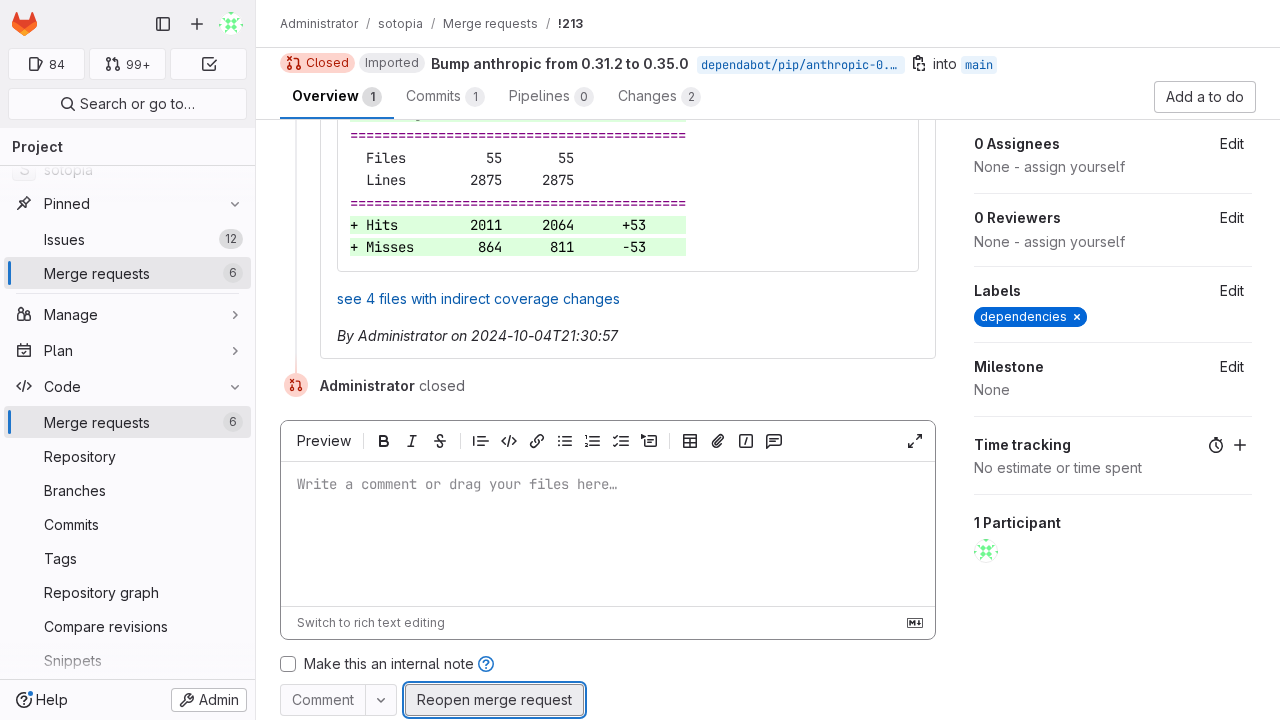 Administrator / sotopia / Merge requests / !213
84
99+
Search or go to…
Project
sotopia
Pinned
Issues 12
Merge requests 6
Manage
Plan
Code
Merge requests 6
Repository
Branches
Commits
Tags
Repository graph
Compare revisions
Snippets
Help
Admin
Closed Imported Bump anthropic from 0.31.2 to 0.35.0 dependabot/pip/anthropic-0.… into main
Overview 1 Commits 1 Pipelines 0 Changes 2
Add a to do
==========================================
Files 55 55
Lines 2875 2875
==========================================
+ Hits 2011 2064 +53
+ Misses 864 811 -53
see 4 files with indirect coverage changes
By Administrator on 2024-10-04T21:30:57
Administrator closed
Preview
Write a comment or drag your files here…
Switch to rich text editing
Make this an internal note
Comment
Reopen merge request
0 Assignees Edit
None - assign yourself
0 Reviewers Edit
None - assign yourself
Labels Edit
dependencies ×
Milestone Edit
None
Time tracking
No estimate or time spent
1 Participant